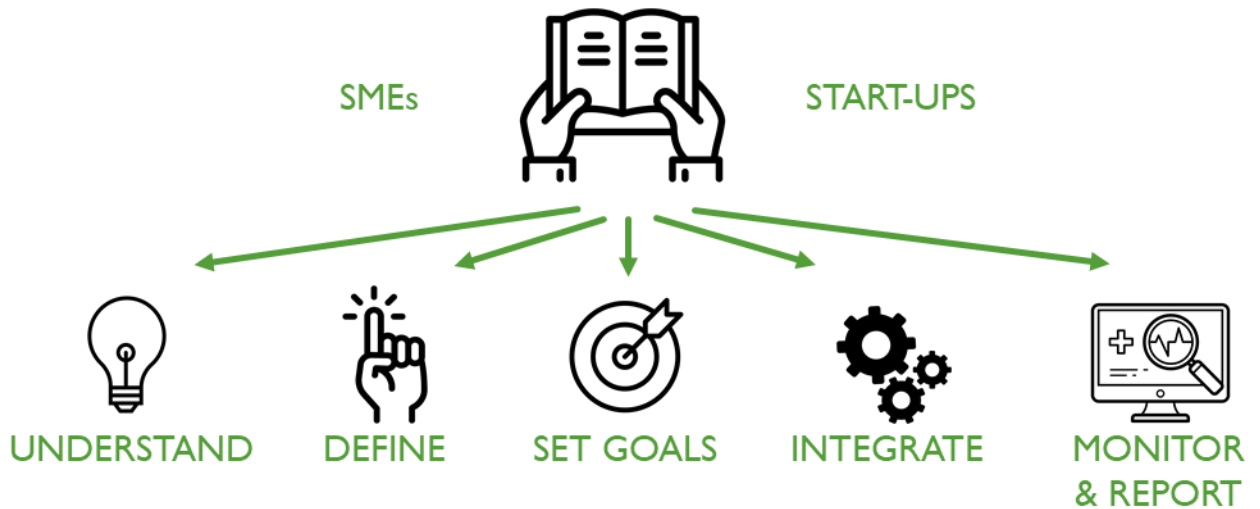 SMEs
START-UPS
UNDERSTAND
DEFINE
SET GOALS
INTEGRATE
MONITOR
& REPORT